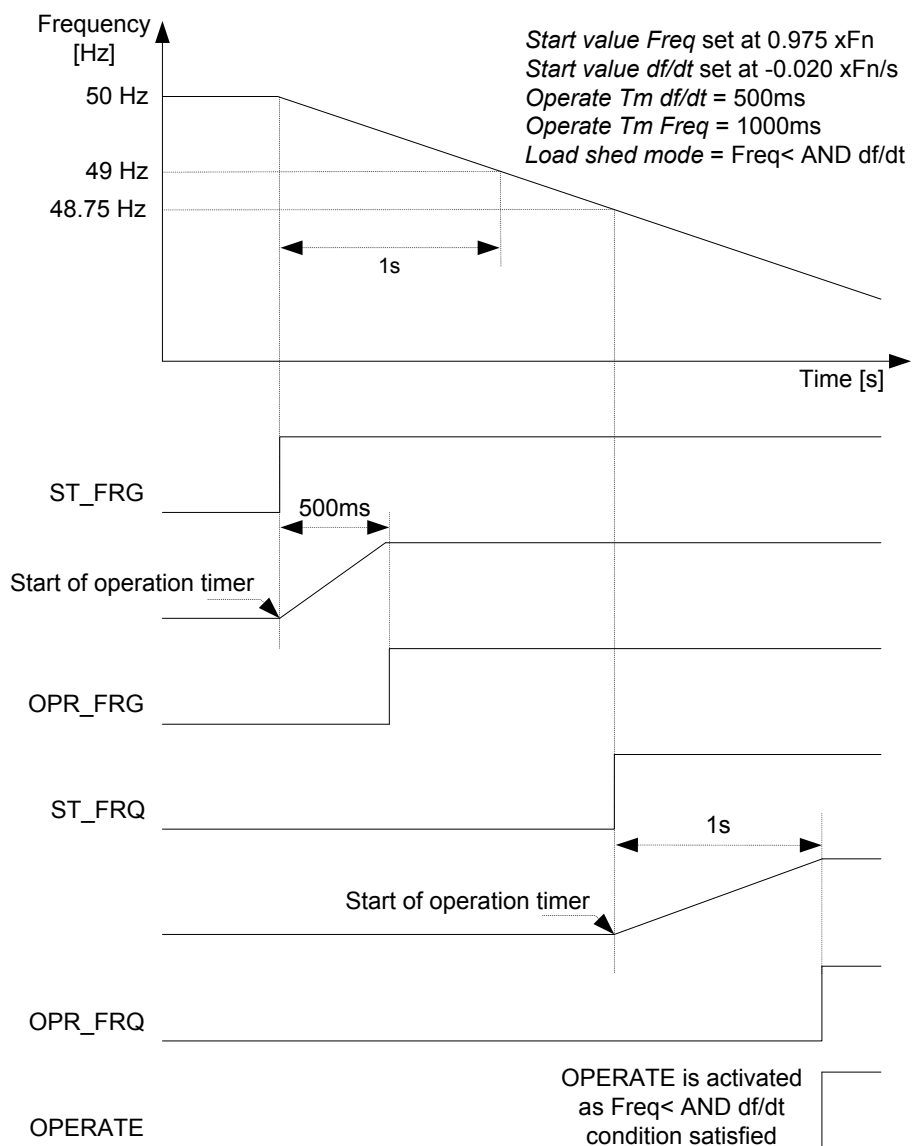 Frequency
[Hz]
Start value Freq set at 0.975 xFn
Start value df/dt set at -0.020 xFn/s
Operate Tm df/dt = 500ms
Operate Tm Freq = 1000ms
Load shed mode = Freq< AND df/dt
50 Hz
49 Hz
48.75 Hz
1s
Time [s]
ST_FRG
500ms
Start of operation timer
OPR_FRG
ST_FRQ
1s
Start of operation timer
OPR_FRQ
OPERATE is activated
as Freq< AND df/dt
condition satisfied
OPERATE